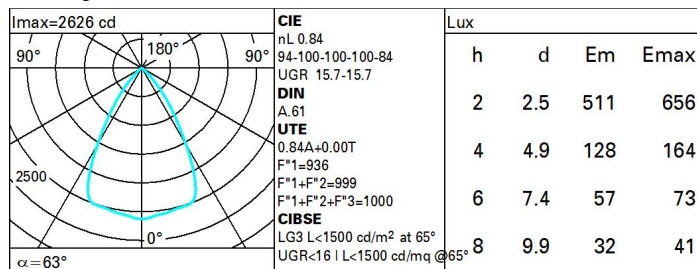 Imax=2626 cd
90°
180°
90°
2500
0°
α=63°
CIE
nL 0.84
94-100-100-100-84
UGR 15.7-15.7
DIN
A.61
UTE
0.84A+0.00T
F"1=936
F"1+F"2=999
F"1+F"2+F"3=1000
CIBSE
LG3 L<1500 cd/m² at 65°
UGR<16 | L<1500 cd/mq @65°
Lux
h d Em Emax
2 2.5 511 656
4 4.9 128 164
6 7.4 57 73
8 9.9 32 41